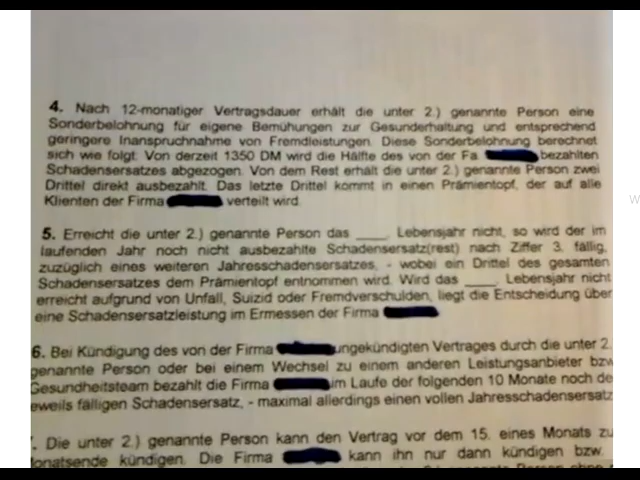 4. Nach 12-monatiger Vertragsdauer erhält die unter 2.) genannte Person eine
Sonderbelohnung für eigene Bemühungen zur Gesunderhaltung und entsprechend
geringere Inanspruchnahme von Fremdleistungen. Diese Sonderbelohnung berechnet
sich wie folgt: Von derzeit 1350 DM wird die Hälfte des von der Fa. bezahlten
Schadensersatzes abgezogen. Von dem Rest erhält die unter 2.) genannte Person zwei
Drittel direkt ausbezahlt. Das letzte Drittel kommt in einen Prämientopf, der auf alle
Klienten der Firma verteilt wird.
5. Erreicht die unter 2.) genannte Person das ____ Lebensjahr nicht, so wird der im
laufenden Jahr noch nicht ausbezahlte Schadensersatz(rest) nach Ziffer 3. fällig,
zuzüglich eines weiteren Jahresschadensersatzes, - wobei ein Drittel des gesamten
Schadensersatzes dem Prämientopf entnommen wird. Wird das ____ Lebensjahr nicht
erreicht aufgrund von Unfall, Suizid oder Fremdverschulden, liegt die Entscheidung über
eine Schadensersatzleistung im Ermessen der Firma
6. Bei Kündigung des von der Firma ungekündigten Vertrages durch die unter 2.
genannte Person oder bei einem Wechsel zu einem anderen Leistungsanbieter bzw
Gesundheitsteam bezahlt die Firma im Laufe der folgenden 10 Monate noch de
eweils fälligen Schadensersatz, - maximal allerdings einen vollen Jahresschadensersatz
. Die unter 2.) genannte Person kann den Vertrag vor dem 15. eines Monats zu
onatsende kündigen. Die Firma kann ihn nur dann kündigen bzw.
W